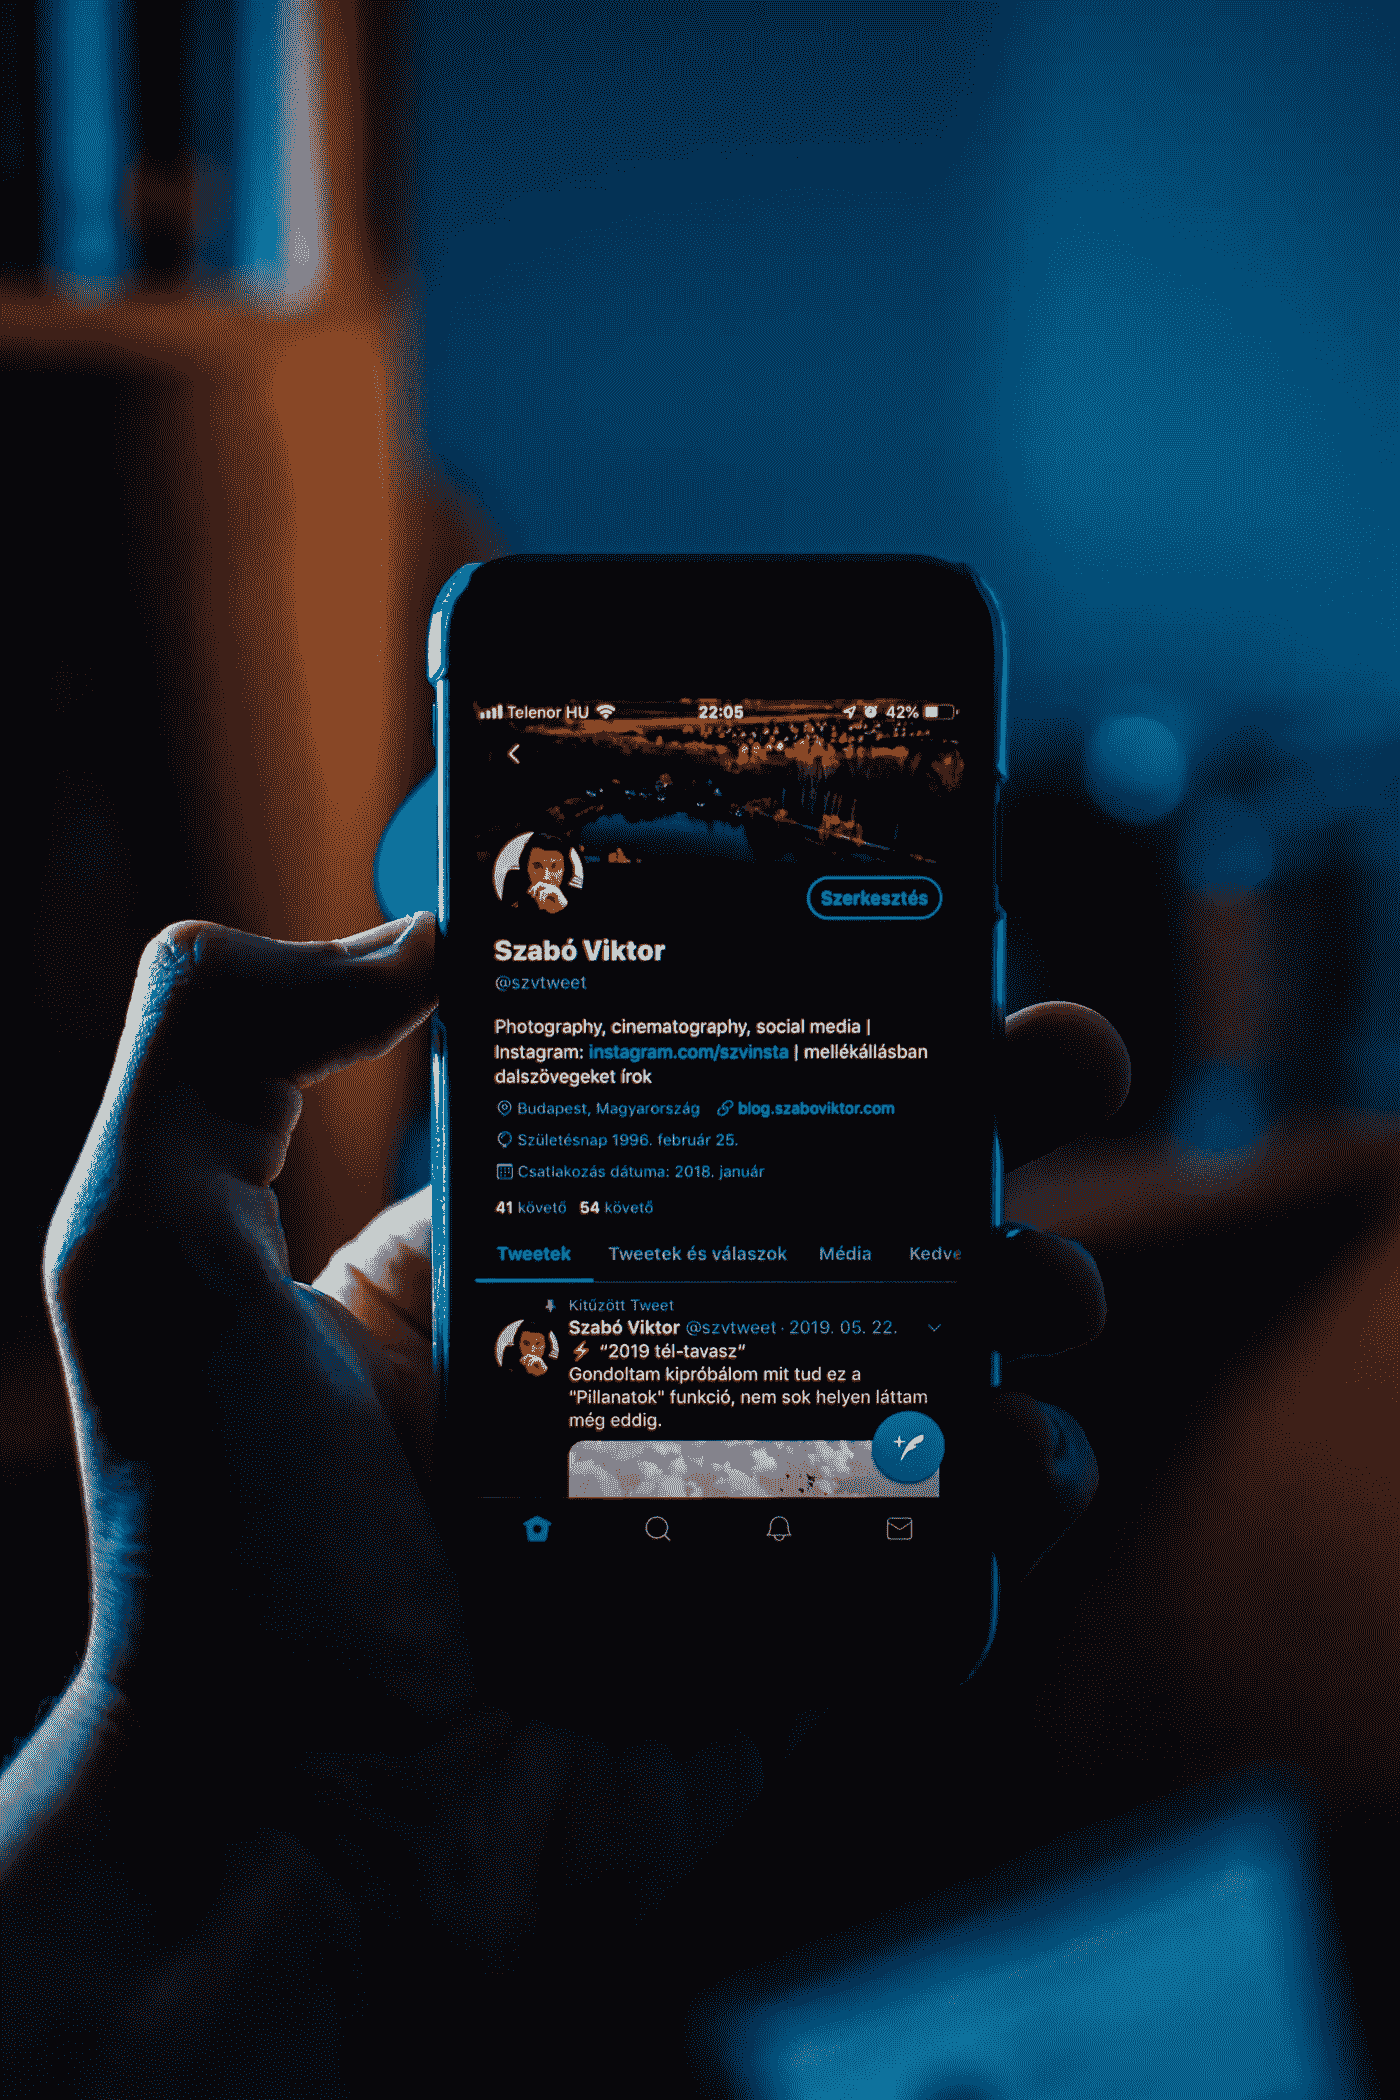 Telenor HU 22:05 42%
Szerkesztés
Szabó Viktor
@szvtweet
Photography, cinematography, social media |
Instagram: instagram.com/szvinsta | mellékállásban
dalszövegeket írok
Budapest, Magyarország blog.szaboviktor.com
Születésnap 1996. február 25.
Csatlakozás dátuma: 2018. január
41 követő 54 követő
Tweetek Tweetek és válaszok Média Kedve
Kitűzött Tweet
Szabó Viktor @szvtweet · 2019. 05. 22.
⚡ “2019 tél-tavasz”
Gondoltam kipróbálom mit tud ez a
"Pillanatok" funkció, nem sok helyen láttam
még eddig.